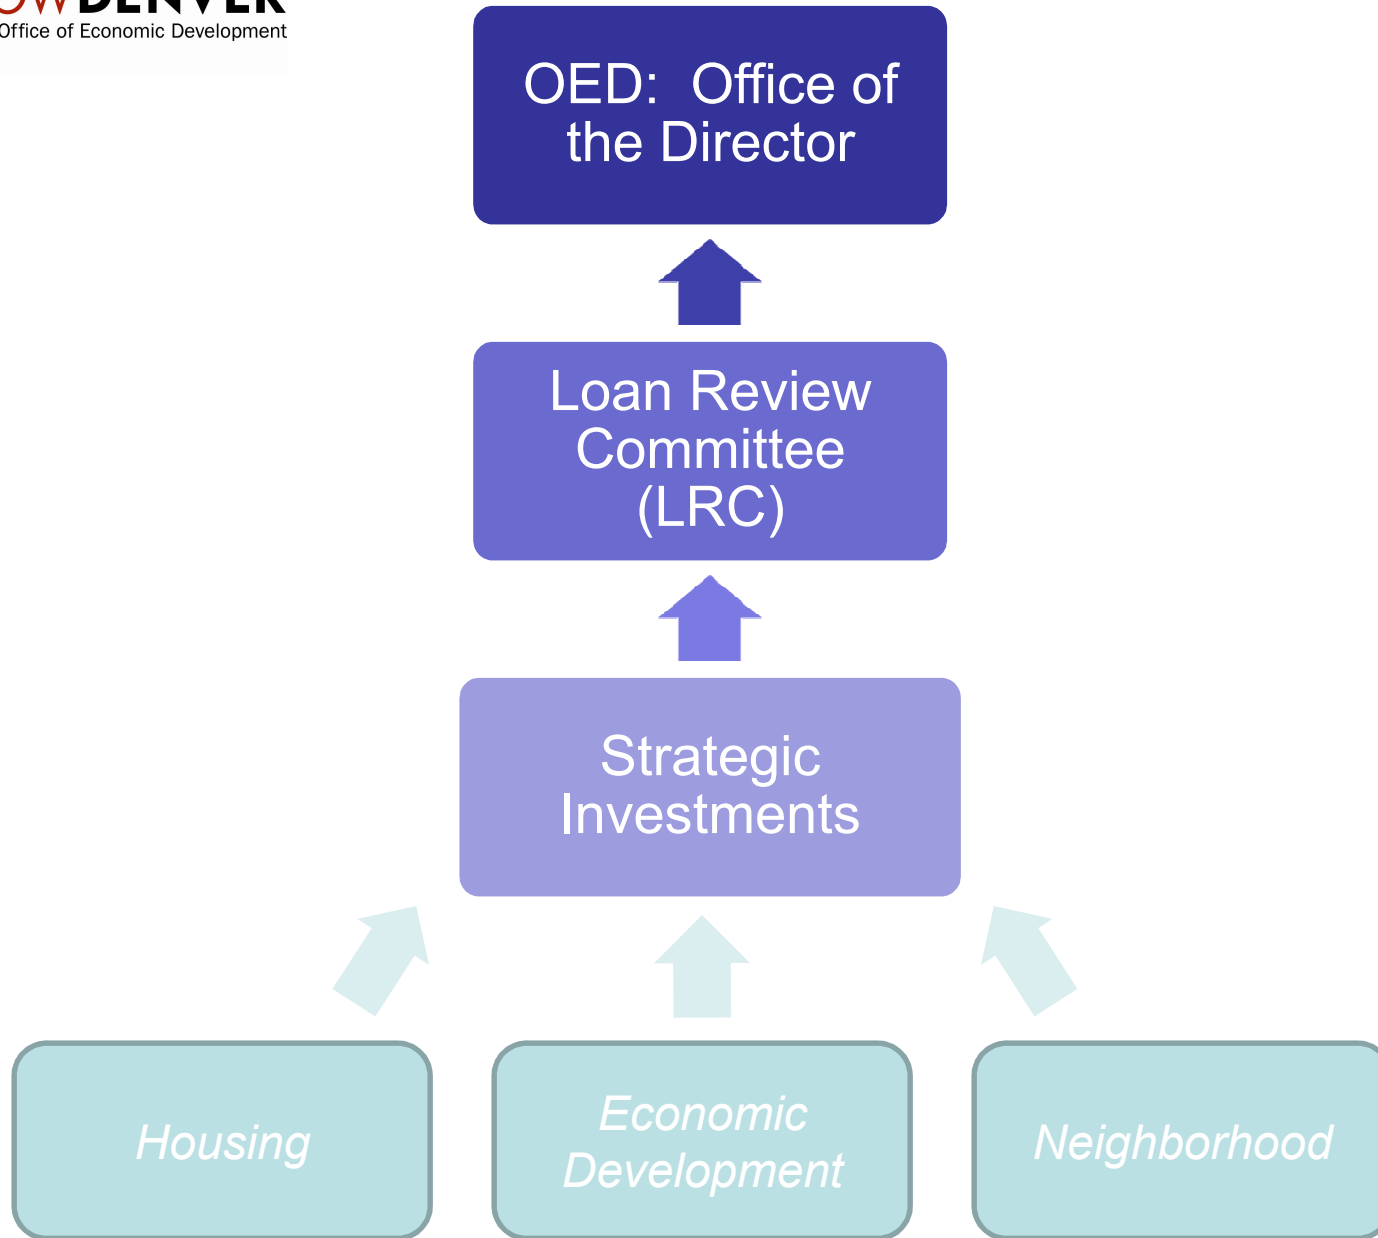 DENVER
Office of Economic Development
OED: Office of
the Director
Loan Review
Committee
(LRC)
Strategic
Investments
Housing
Economic
Development
Neighborhood